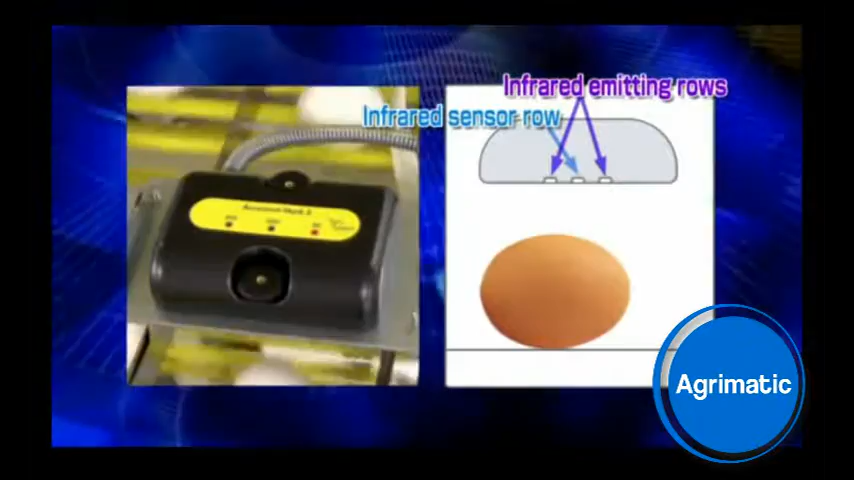 Infrared emitting rows
Infrared sensor row
Agrimatic